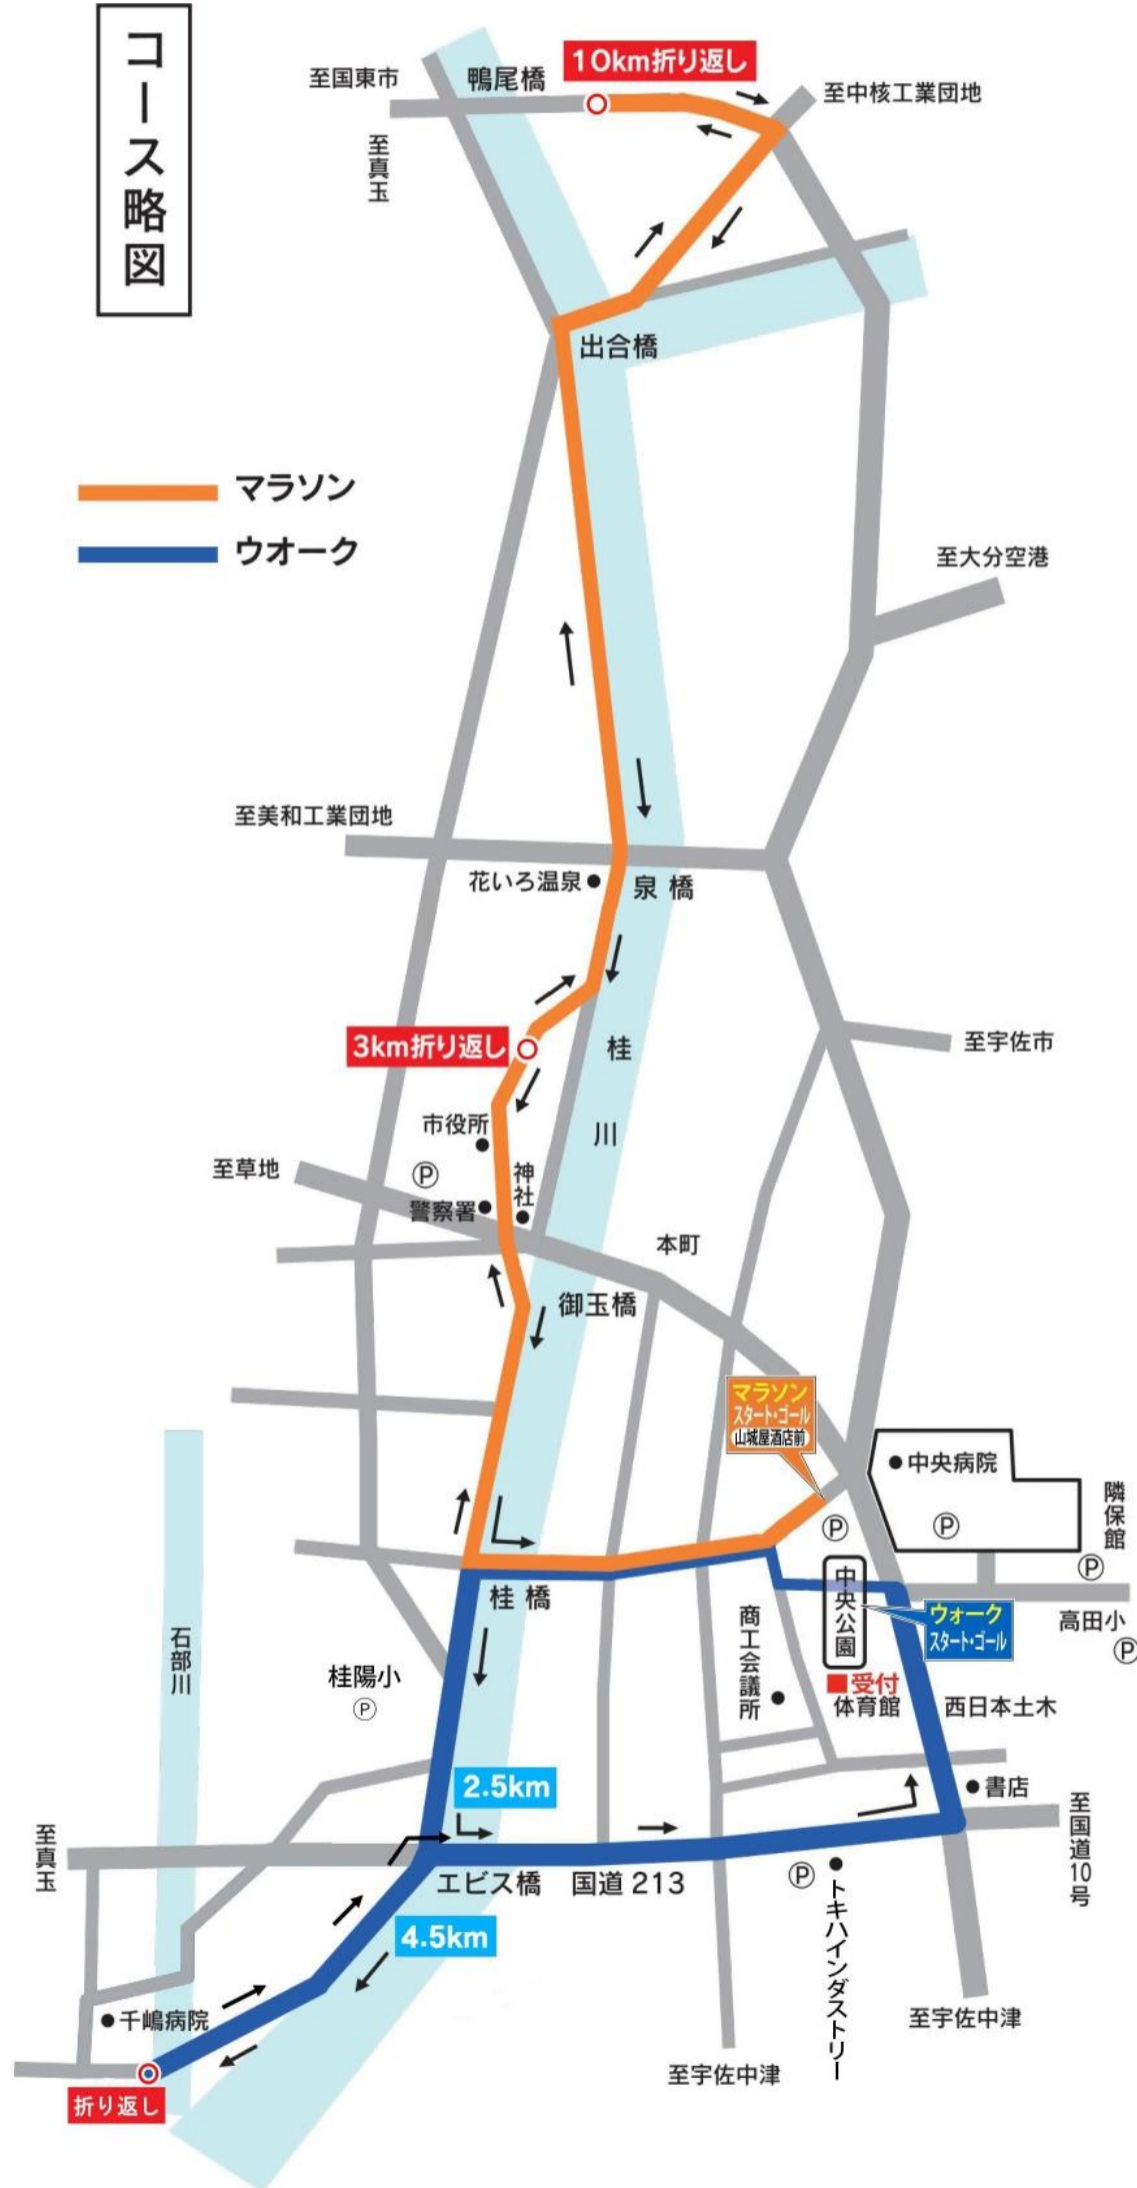 コース略図
10km折り返し
至国東市
鴨尾橋
至中核工業団地
至真玉
出合橋
マラソン
ウオーク
至大分空港
至美和工業団地
花いろ温泉
泉橋
3km折り返し
桂川
至宇佐市
市役所
至草地
Ⓟ
神社
警察署
本町
御玉橋
マラソン
スタート・ゴール
山城屋酒店前
中央病院
隣保館
Ⓟ
Ⓟ
Ⓟ
中央公園
桂橋
ウォーク
スタート・ゴール
高田小
Ⓟ
商工会議所
石部川
桂陽小
Ⓟ
■受付
体育館
西日本土木
2.5km
書店
至国道10号
至真玉
エビス橋
国道213
Ⓟ
トキハインダストリー
4.5km
千嶋病院
至宇佐中津
至宇佐中津
折り返し